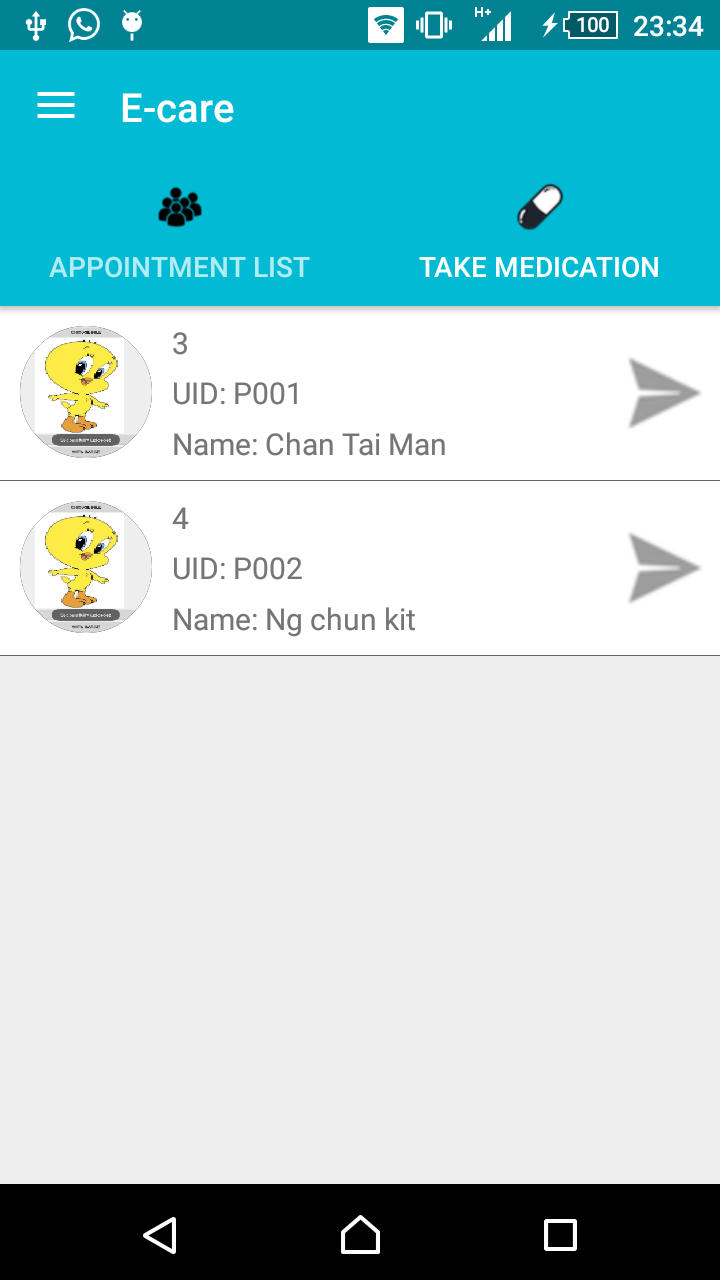 H+
100
23:34
E-care
APPOINTMENT LIST
TAKE MEDICATION
3
UID: P001
Name: Chan Tai Man
4
UID: P002
Name: Ng chun kit